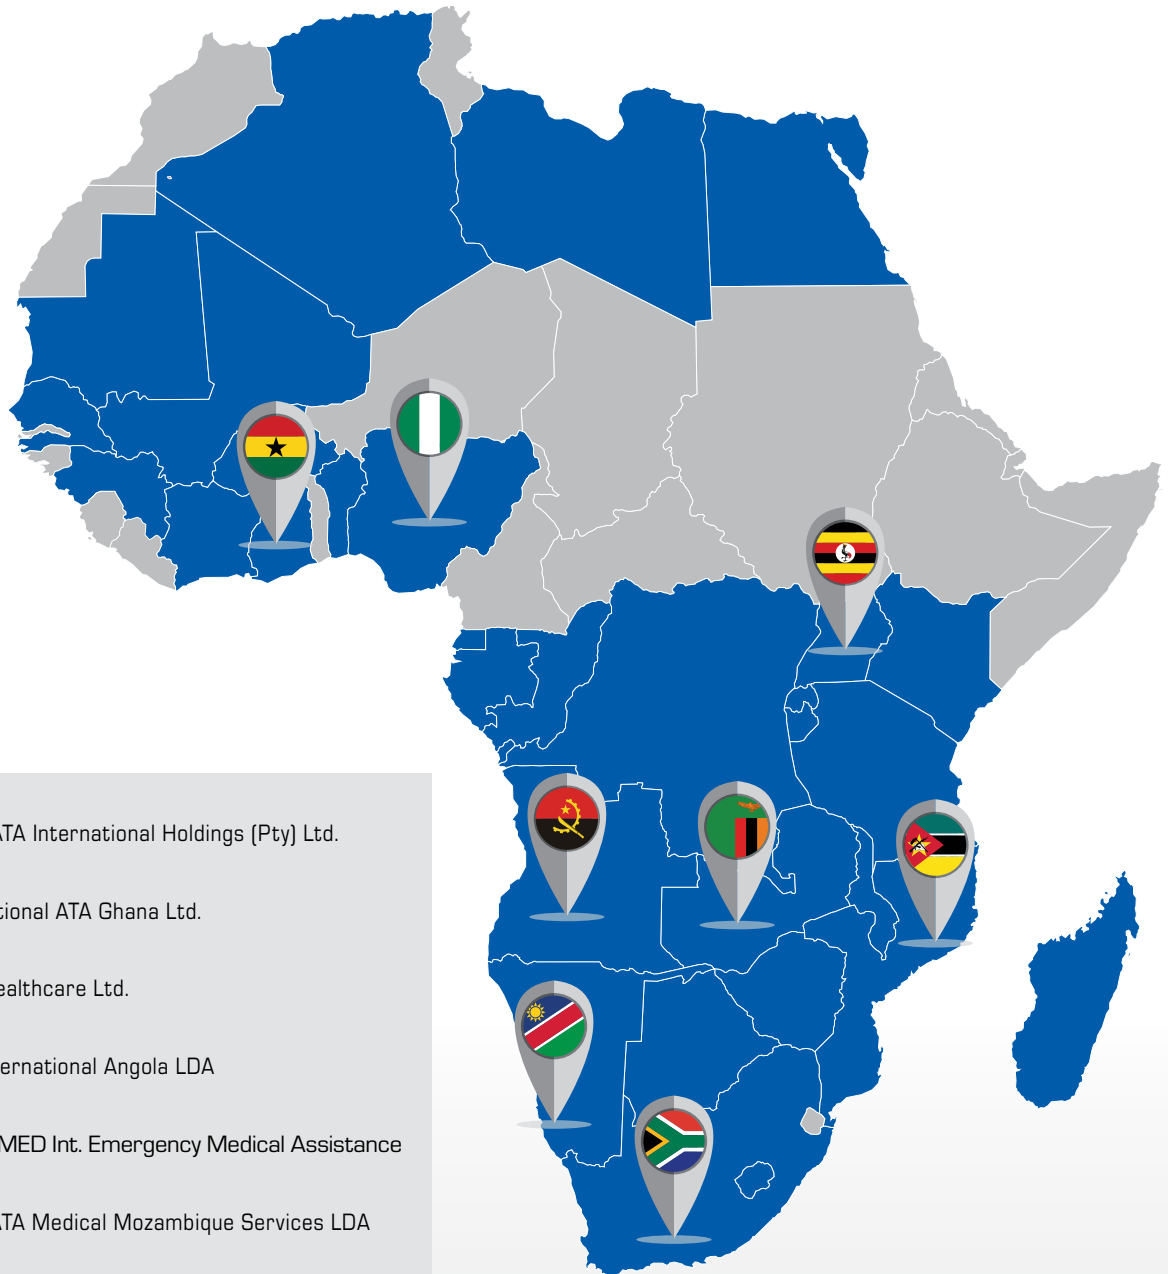 ATA International Holdings (Pty) Ltd.
tional ATA Ghana Ltd.
ealthcare Ltd.
ernational Angola LDA
MED Int. Emergency Medical Assistance
ATA Medical Mozambique Services LDA